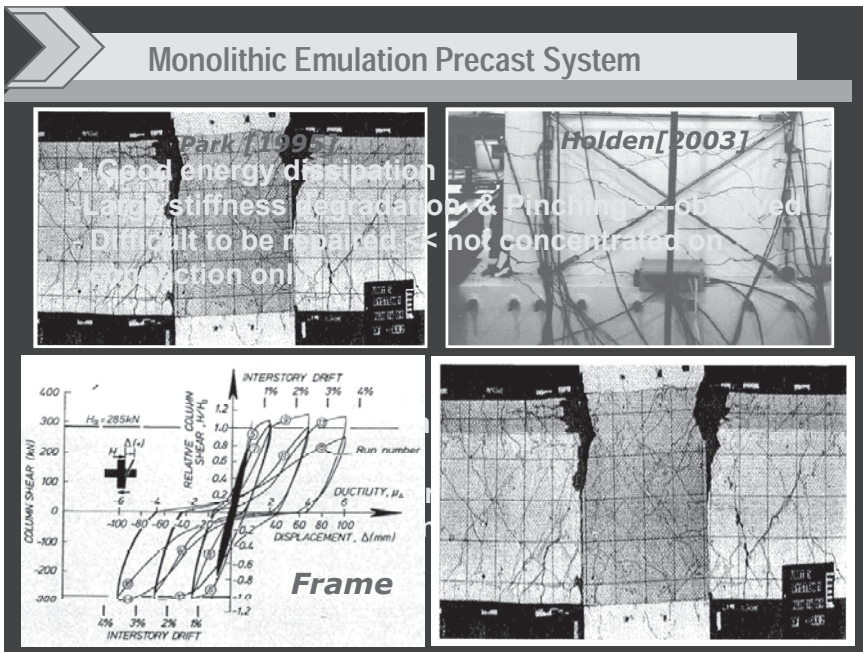 Monolithic Emulation Precast System
Park [1995]
Holden[2003]
+ Good energy dissipation
-Large stiffness degradation & Pinching observed
- Difficult to be repaired << not concentrated on
connection only
INTERSTORY DRIFT
1% 2% 3% 4%
400
300
200
100
0
-100
-200
-300
COLUMN SHEAR (kN)
H₀=285kN
H
Δ(+)
RELATIVE COLUMN
SHEAR, H/H₀
1.2
1.0
0.8
0.6
0.4
0.2
Run number
DUCTILITY, μ
-6 -4 -2 2 4 6
-100 -80 -60 -40 20 40 60 80 100
DISPLACEMENT, Δ(mm)
-0.2
-0.4
-0.6
-0.8
-1.0
-1.2
Frame
4% 3% 2% 1%
INTERSTORY DRIFT